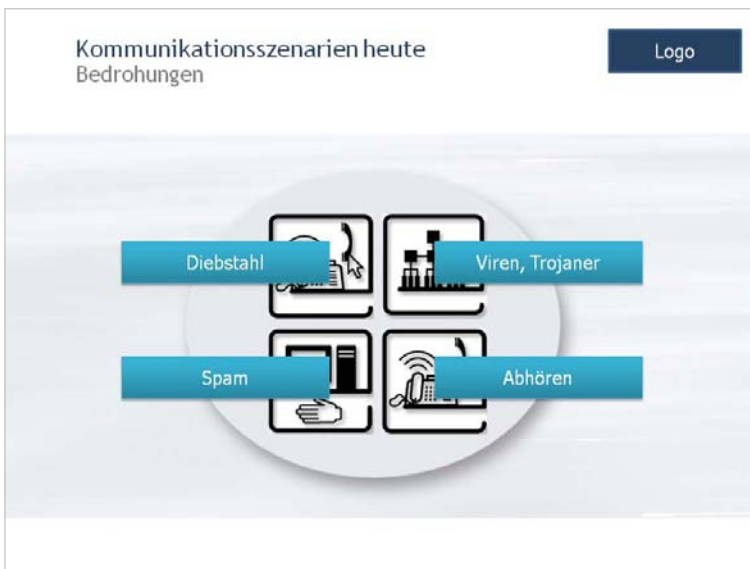 Kommunikationsszenarien heute
Bedrohungen
Logo
Diebstahl
Viren, Trojaner
Spam
Abhören